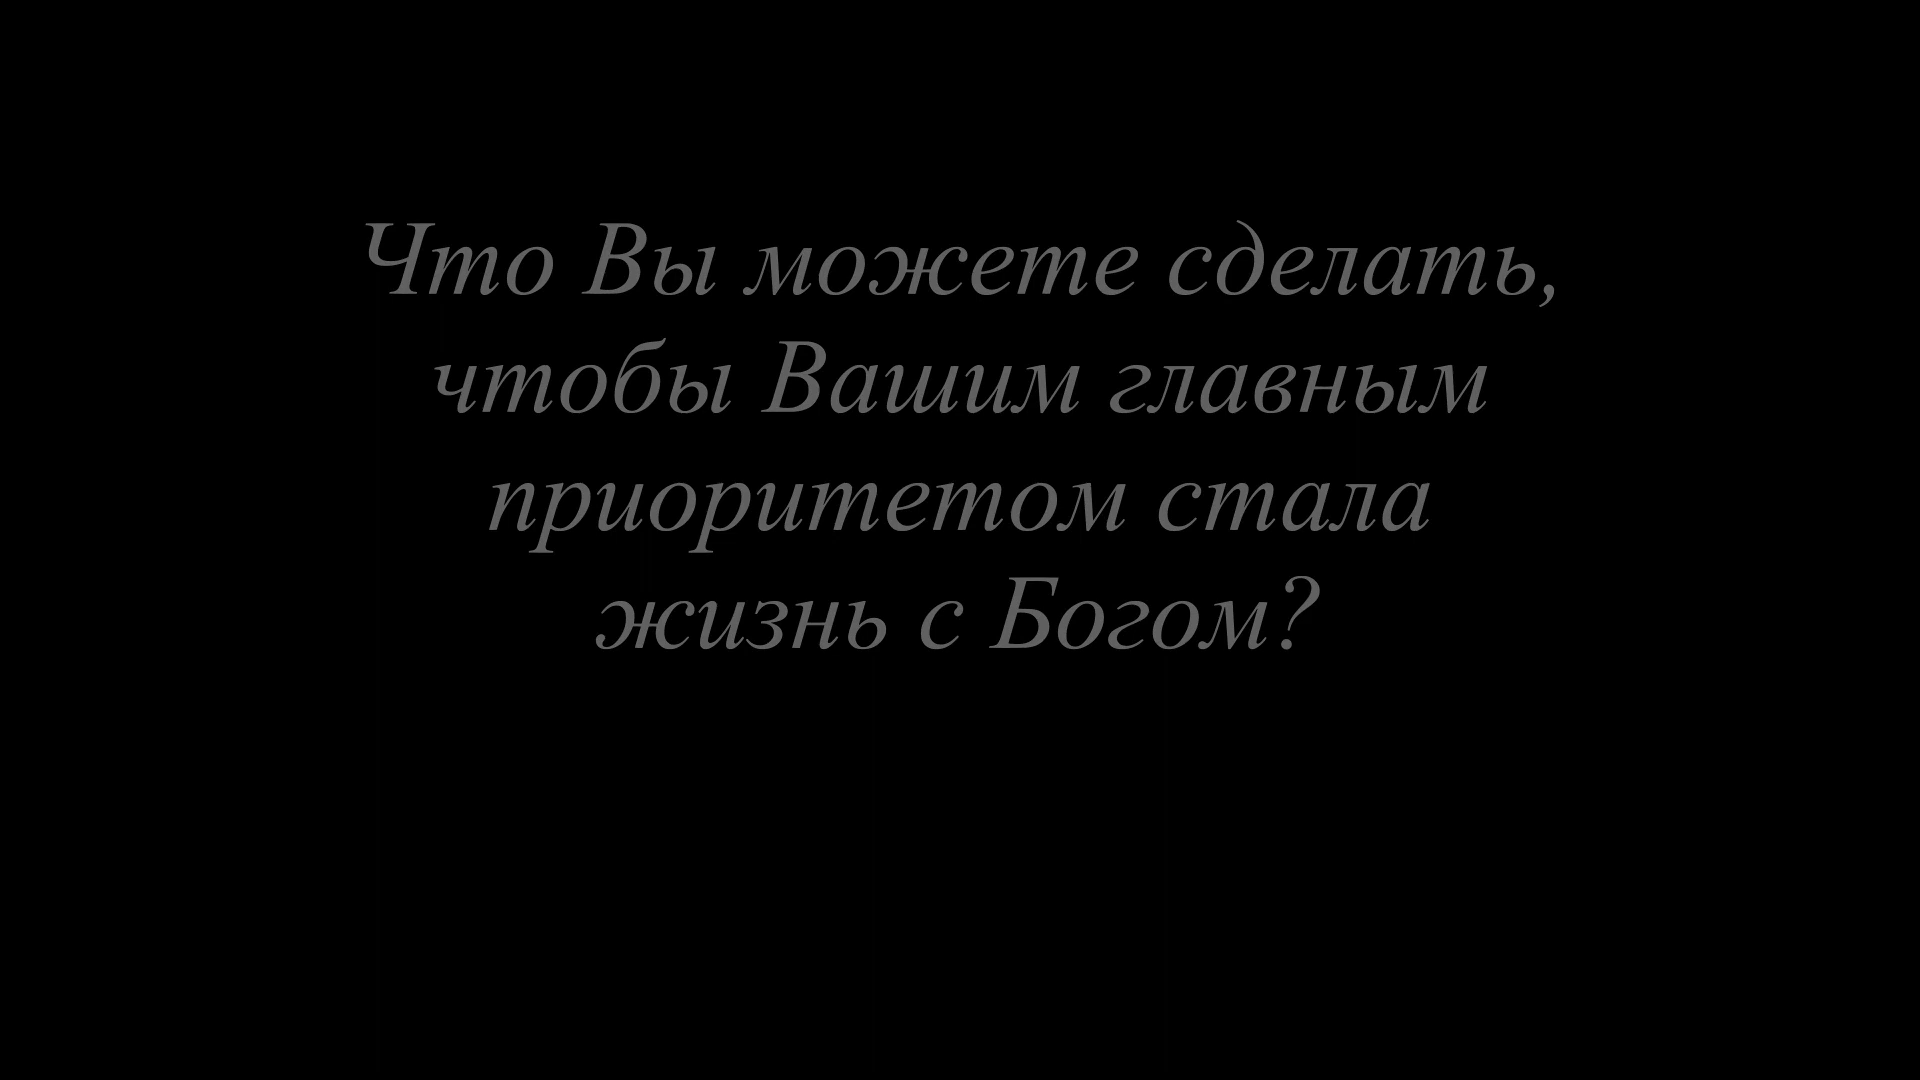 Что Вы можете сделать,
чтобы Вашим главным
приоритетом стала
жизнь с Богом?